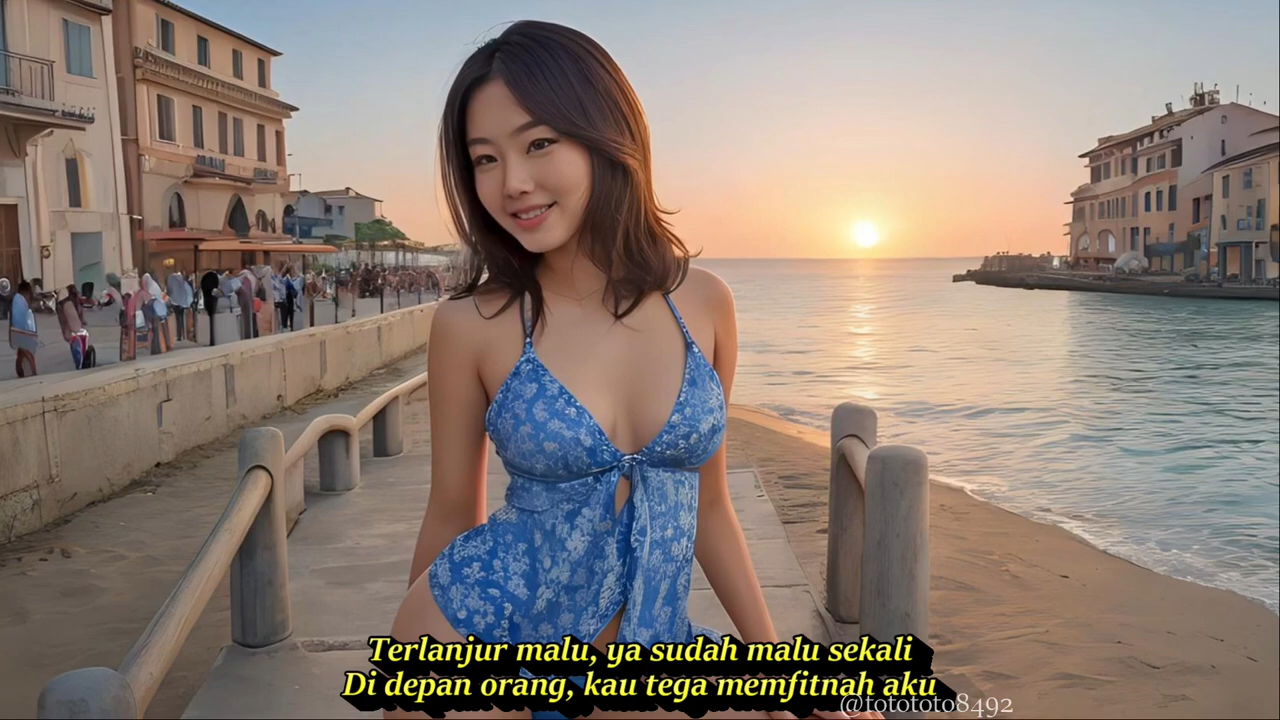 Terlanjur malu, ya sudah malu sekali
Di depan orang, kau tega memfitnah aku
@totototo8492